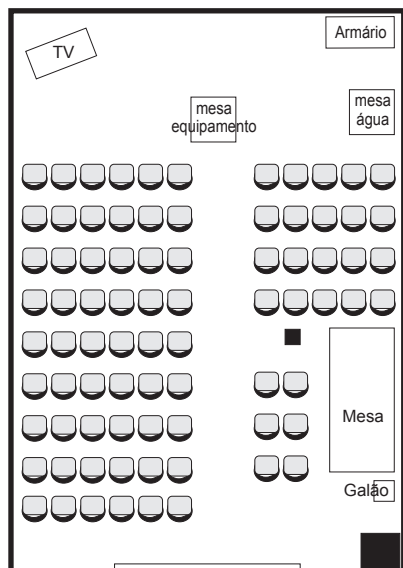 Armário
TV
mesa
equipamento
mesa
água
Mesa
Galão